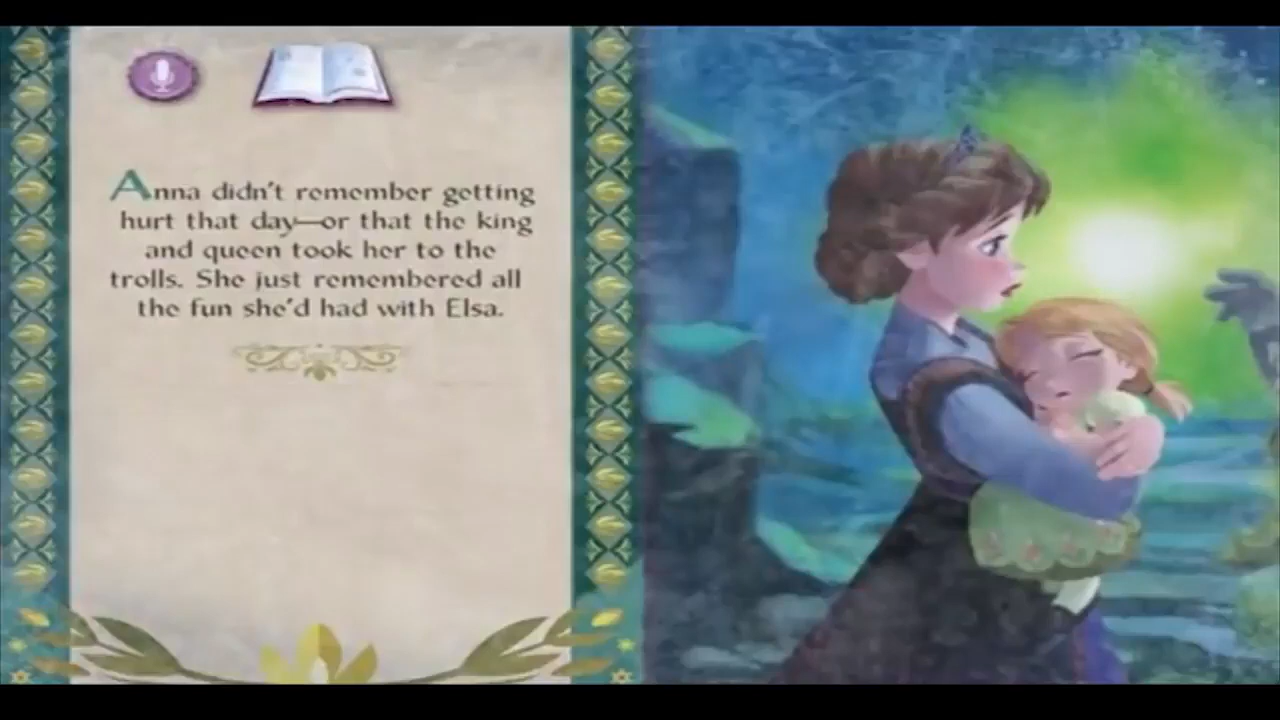 Anna didn't remember getting
hurt that day—or that the king
and queen took her to the
trolls. She just remembered all
the fun she'd had with Elsa.